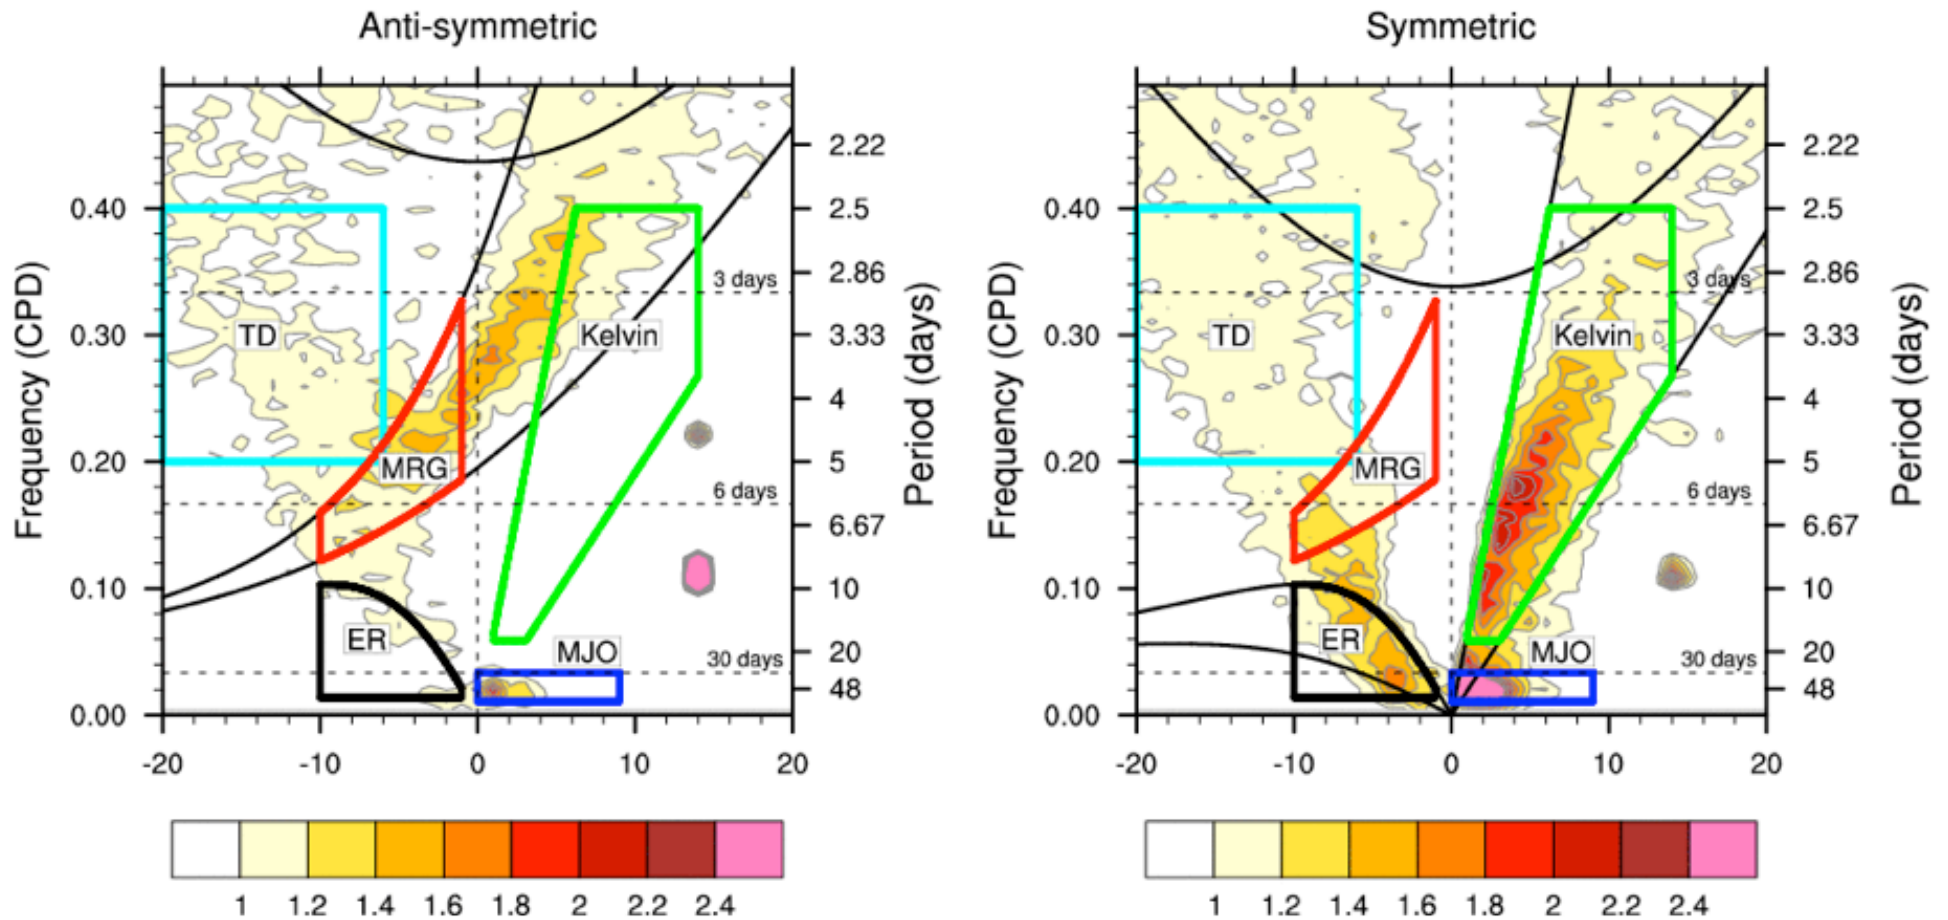 Anti-symmetric
-20 -10 0 10 20
2.22
0.40 2.5
2.86
3 days
TD Kelvin
0.30 3.33
4
MRG
0.20 5
6 days
6.67
0.10 10
ER MJO
20
30 days
48
0.00
-20 -10 0 10 20
Frequency (CPD)
Period (days)
1 1.2 1.4 1.6 1.8 2 2.2 2.4
Symmetric
2.22
0.40 2.5
2.86
3 days
TD Kelvin
0.30 3.33
4
MRG
0.20 5
6 days
6.67
0.10 10
ER MJO
20
30 days
48
0.00
-20 -10 0 10 20
Frequency (CPD)
Period (days)
1 1.2 1.4 1.6 1.8 2 2.2 2.4